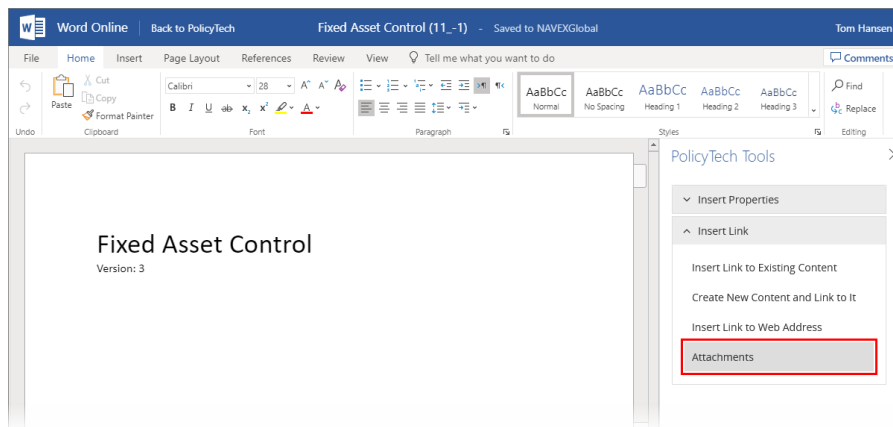 Word Online Back to PolicyTech Fixed Asset Control (11_-1) - Saved to NAVEXGlobal Tom Hansen
File Home Insert Page Layout References Review View Tell me what you want to do Comments
Cut
Copy
Format Painter
Paste
Calibri 28
B I U ab x₂ x² A
AaBbCc AaBbCc AaBbCc AaBbCc AaBbCc
Normal No Spacing Heading 1 Heading 2 Heading 3
Find
Replace
Undo Clipboard Font Paragraph Styles Editing
PolicyTech Tools
Insert Properties
Insert Link
Insert Link to Existing Content
Create New Content and Link to It
Insert Link to Web Address
Attachments
Fixed Asset Control
Version: 3